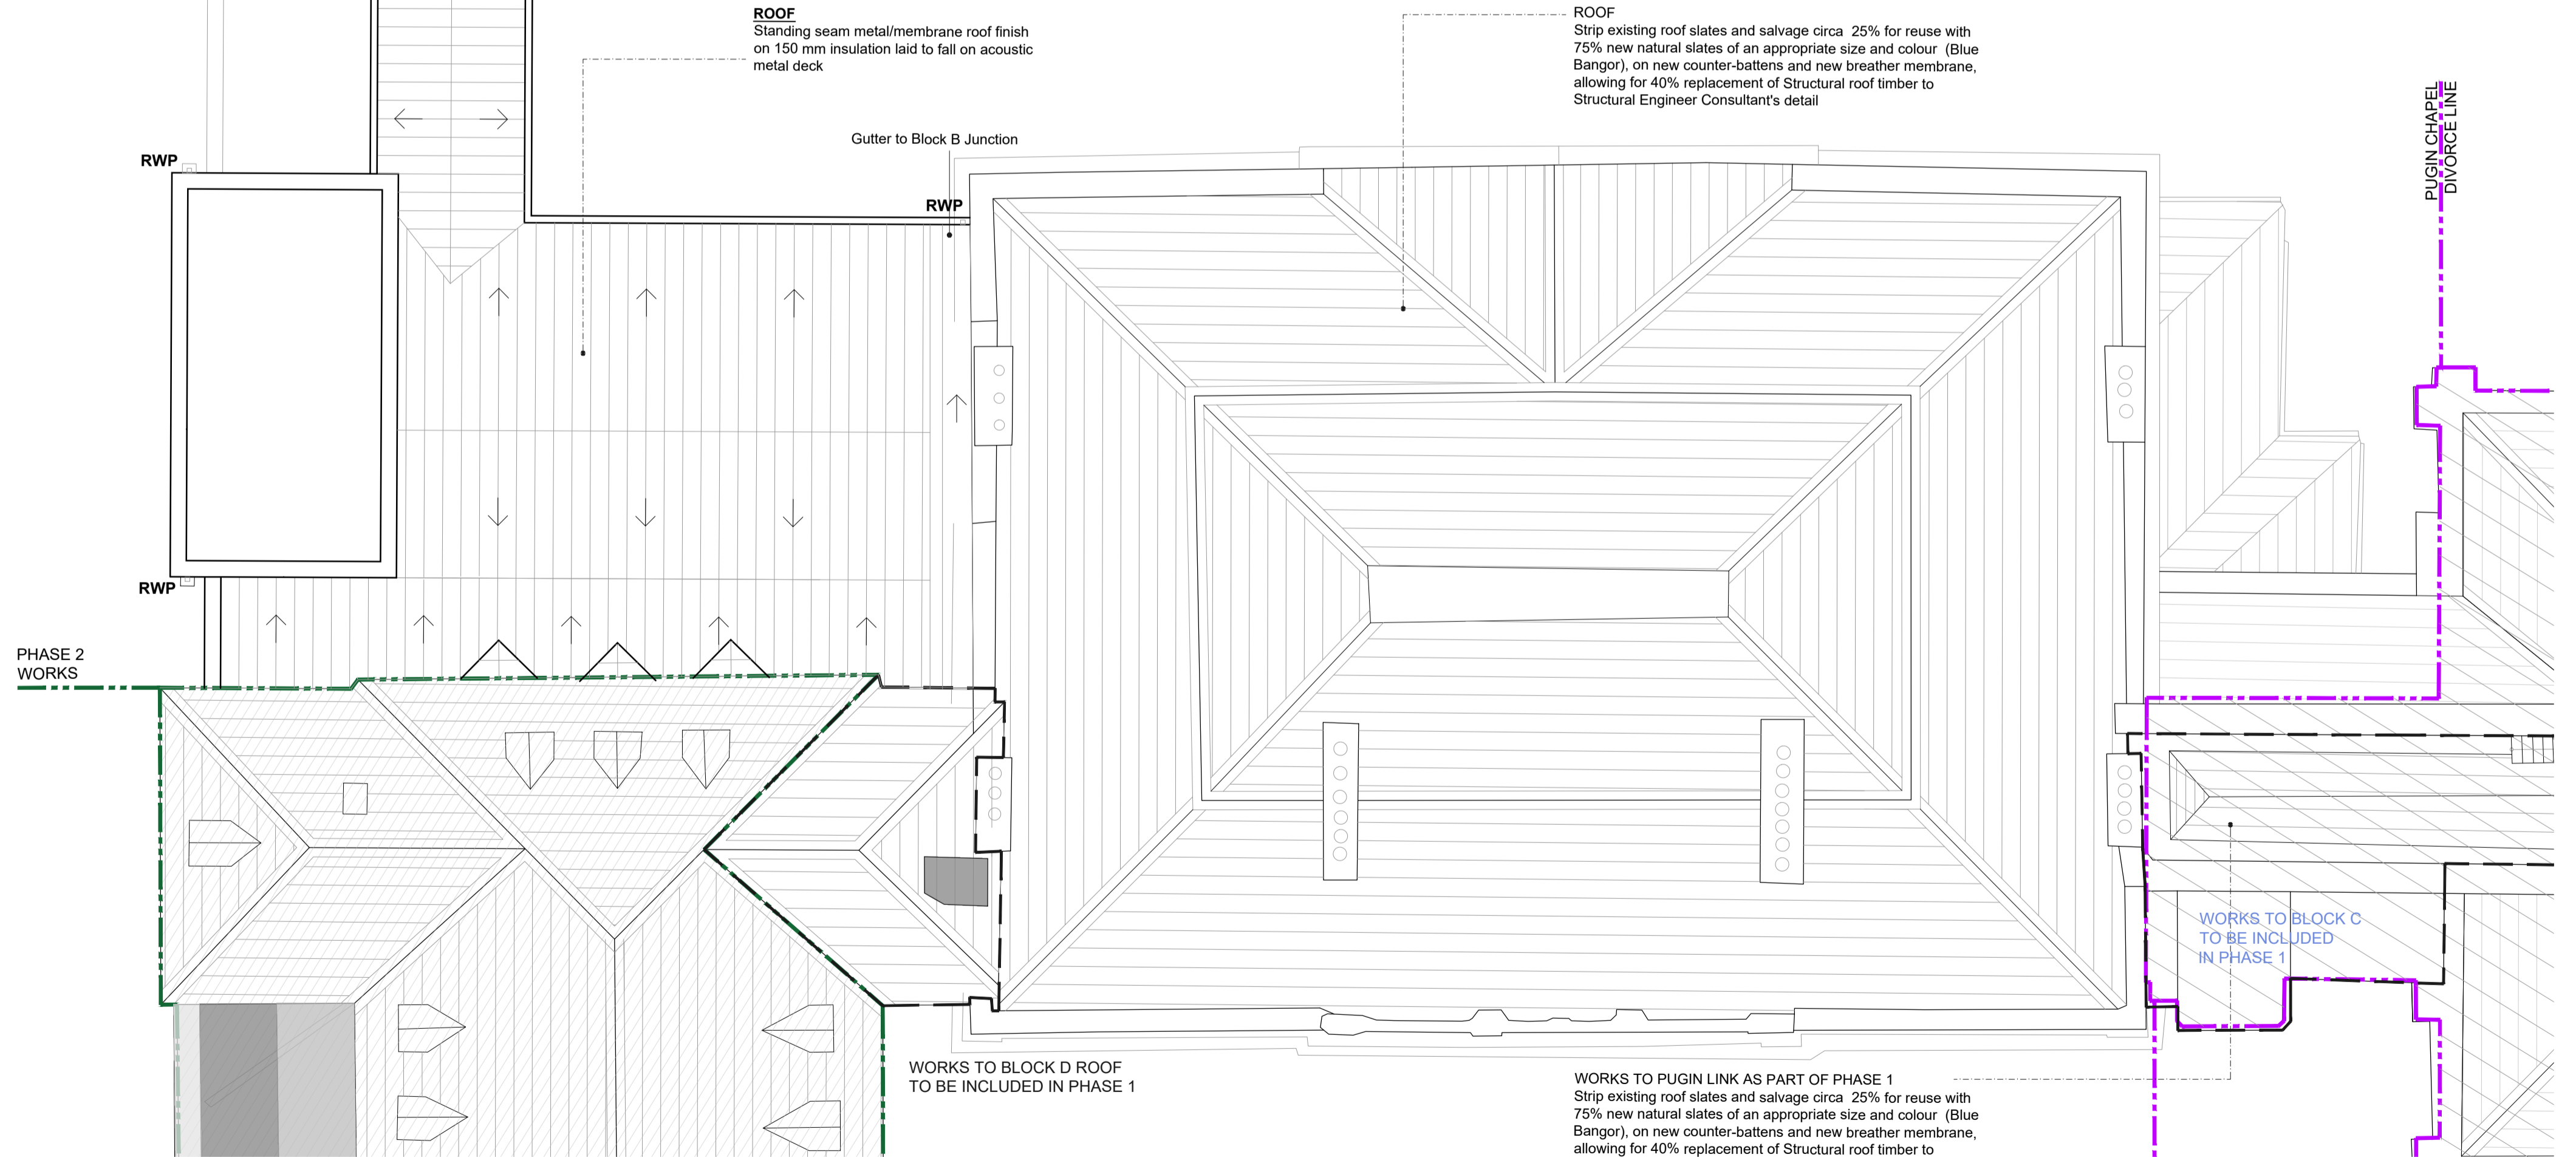 ROOF
Standing seam metal/membrane roof finish
on 150 mm insulation laid to fall on acoustic
metal deck
ROOF
Strip existing roof slates and salvage circa 25% for reuse with
75% new natural slates of an appropriate size and colour (Blue
Bangor), on new counter-battens and new breather membrane,
allowing for 40% replacement of Structural roof timber to
Structural Engineer Consultant's detail
PUGIN CHAPEL
DIVORCE LINE
Gutter to Block B Junction
RWP
RWP
RWP
PHASE 2
WORKS
WORKS TO BLOCK C
TO BE INCLUDED
IN PHASE 1
WORKS TO BLOCK D ROOF
TO BE INCLUDED IN PHASE 1
WORKS TO PUGIN LINK AS PART OF PHASE 1
Strip existing roof slates and salvage circa 25% for reuse with
75% new natural slates of an appropriate size and colour (Blue
Bangor), on new counter-battens and new breather membrane,
allowing for 40% replacement of Structural roof timber to